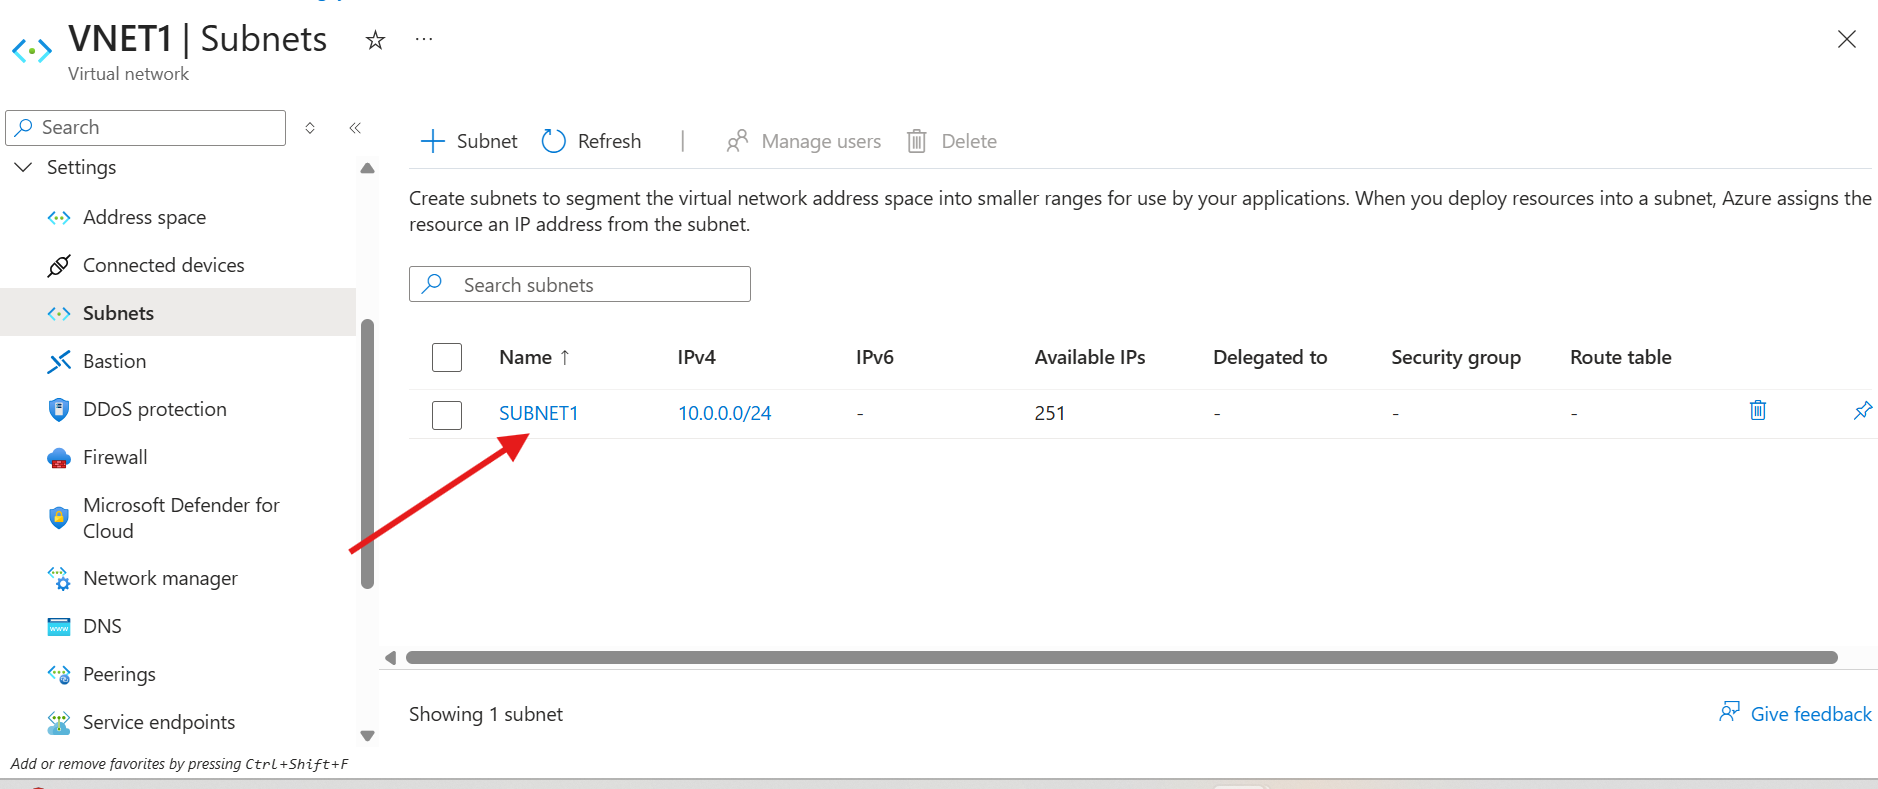 VNET1 | Subnets
Virtual network
Search
Settings
Address space
Connected devices
Subnets
Bastion
DDoS protection
Firewall
Microsoft Defender for
Cloud
Network manager
DNS
Peerings
Service endpoints
Add or remove favorites by pressing Ctrl+Shift+F
Subnet Refresh | Manage users Delete
Create subnets to segment the virtual network address space into smaller ranges for use by your applications. When you deploy resources into a subnet, Azure assigns the
resource an IP address from the subnet.
Search subnets
Name ↑ IPv4 IPv6 Available IPs Delegated to Security group Route table
SUBNET1 10.0.0.0/24 - 251 - - -
Showing 1 subnet
Give feedback